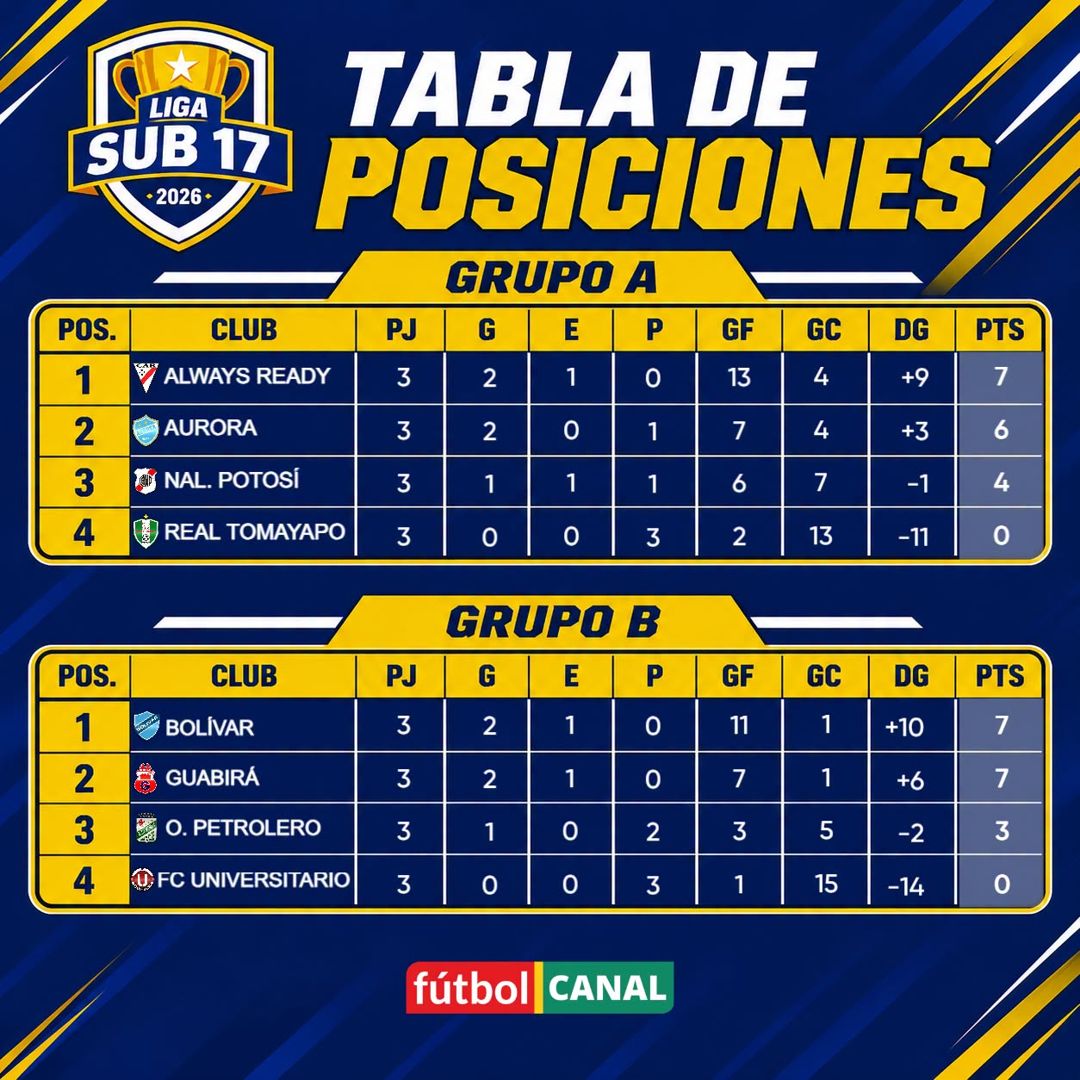 LIGA
SUB 17
2026
TABLA DE
POSICIONES
GRUPO A
POS. CLUB PJ G E P GF GC DG PTS
1 ALWAYS READY 3 2 1 0 13 4 +9 7
2 AURORA 3 2 0 1 7 4 +3 6
3 NAL. POTOSÍ 3 1 1 1 6 7 -1 4
4 REAL TOMAYAPO 3 0 0 3 2 13 -11 0
GRUPO B
POS. CLUB PJ G E P GF GC DG PTS
1 BOLÍVAR 3 2 1 0 11 1 +10 7
2 GUABIRÁ 3 2 1 0 7 1 +6 7
3 O. PETROLERO 3 1 0 2 3 5 -2 3
4 FC UNIVERSITARIO 3 0 0 3 1 15 -14 0
fútbol CANAL